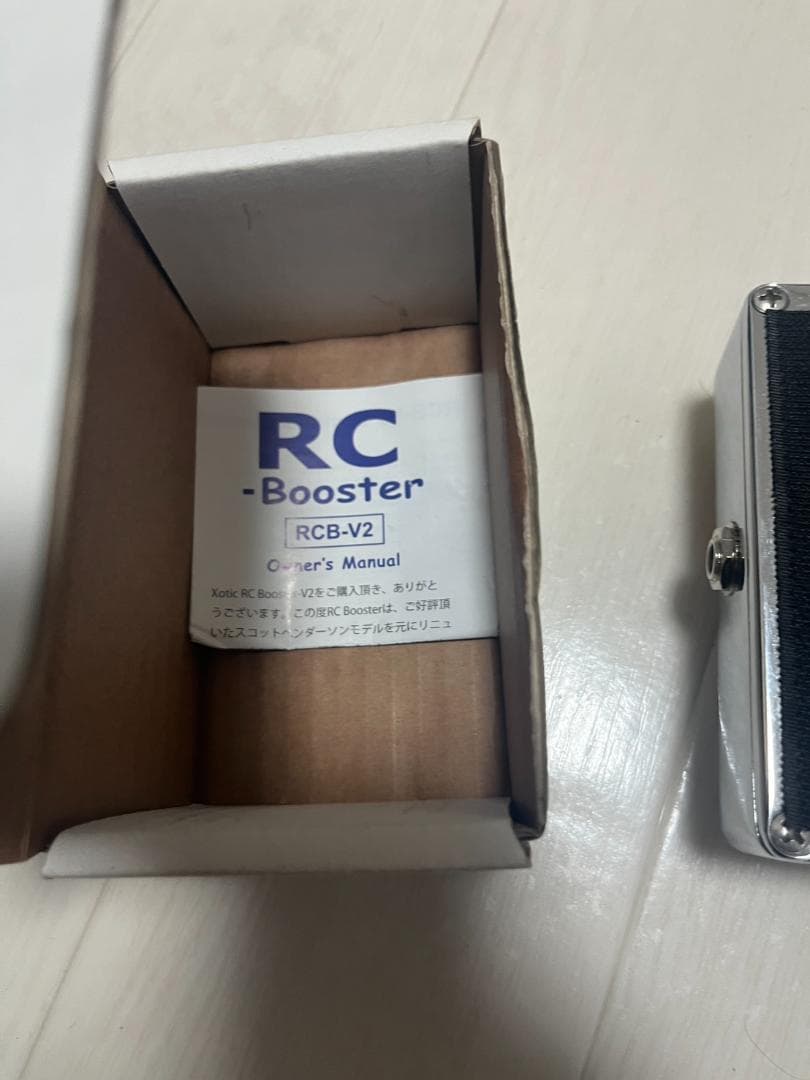 RC
-Booster
RCB-V2
Owner's Manual
Xotic RC Booster-V2をご購入頂き、ありがと
うございます。この度RC Boosterは、ご好評頂
いたスコットヘンダーソンモデルを元にリニュ